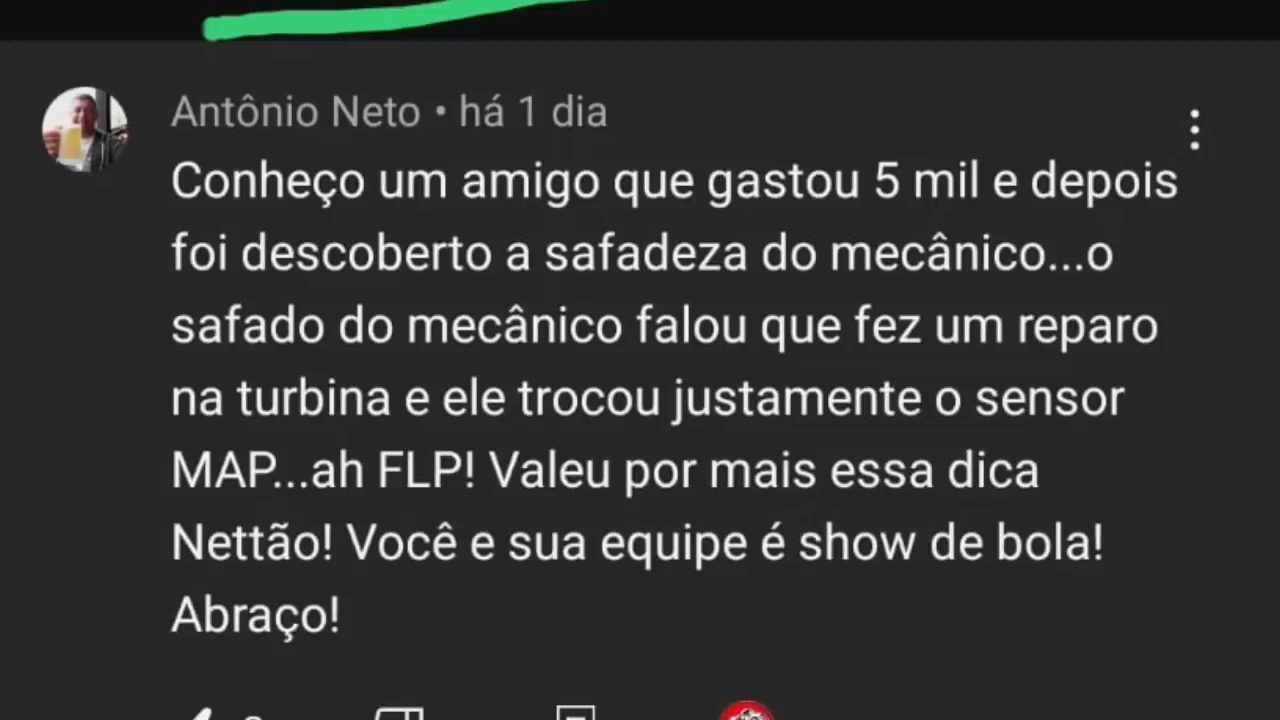 Antônio Neto • há 1 dia
Conheço um amigo que gastou 5 mil e depois
foi descoberto a safadeza do mecânico...o
safado do mecânico falou que fez um reparo
na turbina e ele trocou justamente o sensor
MAP...ah FLP! Valeu por mais essa dica
Nettão! Você e sua equipe é show de bola!
Abraço!